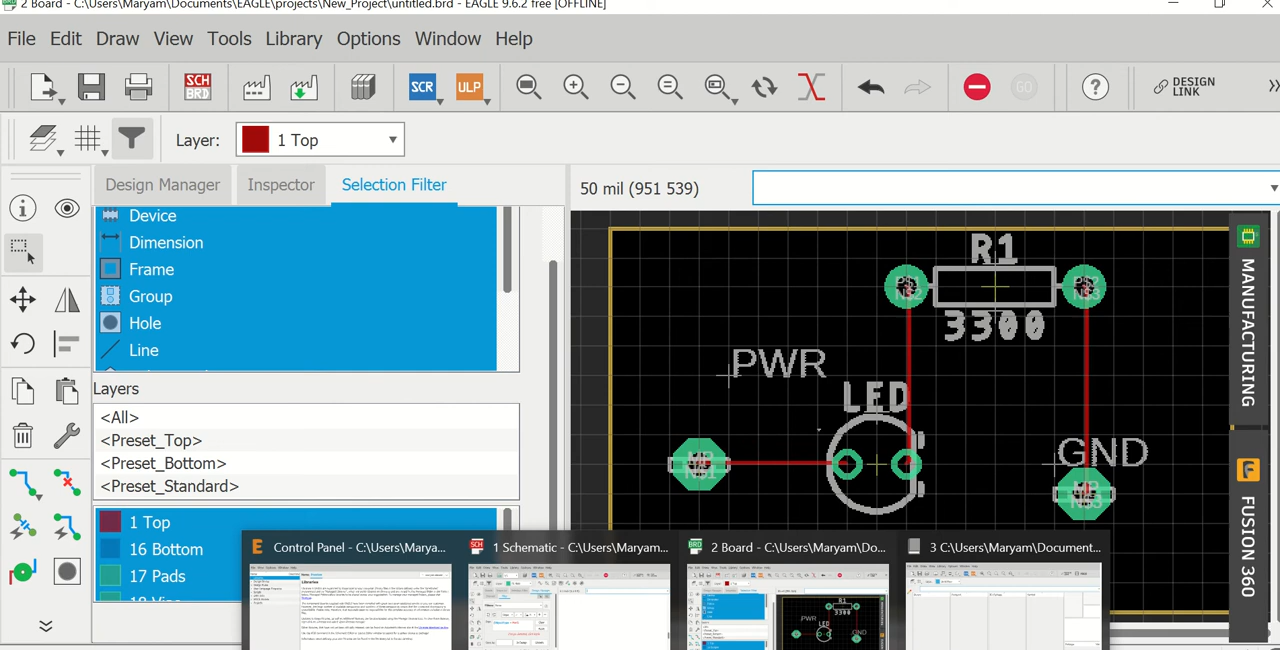 2 Board - C:\Users\Maryam\Documents\EAGLE\projects\New_Project\untitled.brd - EAGLE 9.6.2 free [OFFLINE]
File Edit Draw View Tools Library Options Window Help
SCH BRD SCR ULP GO DESIGN LINK
Layer: 1 Top
Design Manager Inspector Selection Filter
50 mil (951 539)
Device
Dimension
Frame
Group
Hole
Line
Layers
<All>
<Preset_Top>
<Preset_Bottom>
<Preset_Standard>
1 Top
16 Bottom
17 Pads
R1
3300
PWR
LED
GND
MANUFACTURING
FUSION 360
Control Panel - C:\Users\Marya...
1 Schematic - C:\Users\Maryam...
2 Board - C:\Users\Maryam\Do...
3 C:\Users\Maryam\Document...